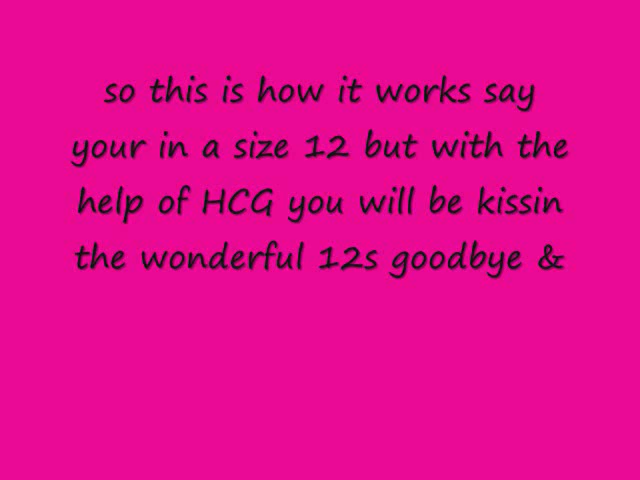 so this is how it works say
your in a size 12 but with the
help of HCG you will be kissin
the wonderful 12s goodbye &